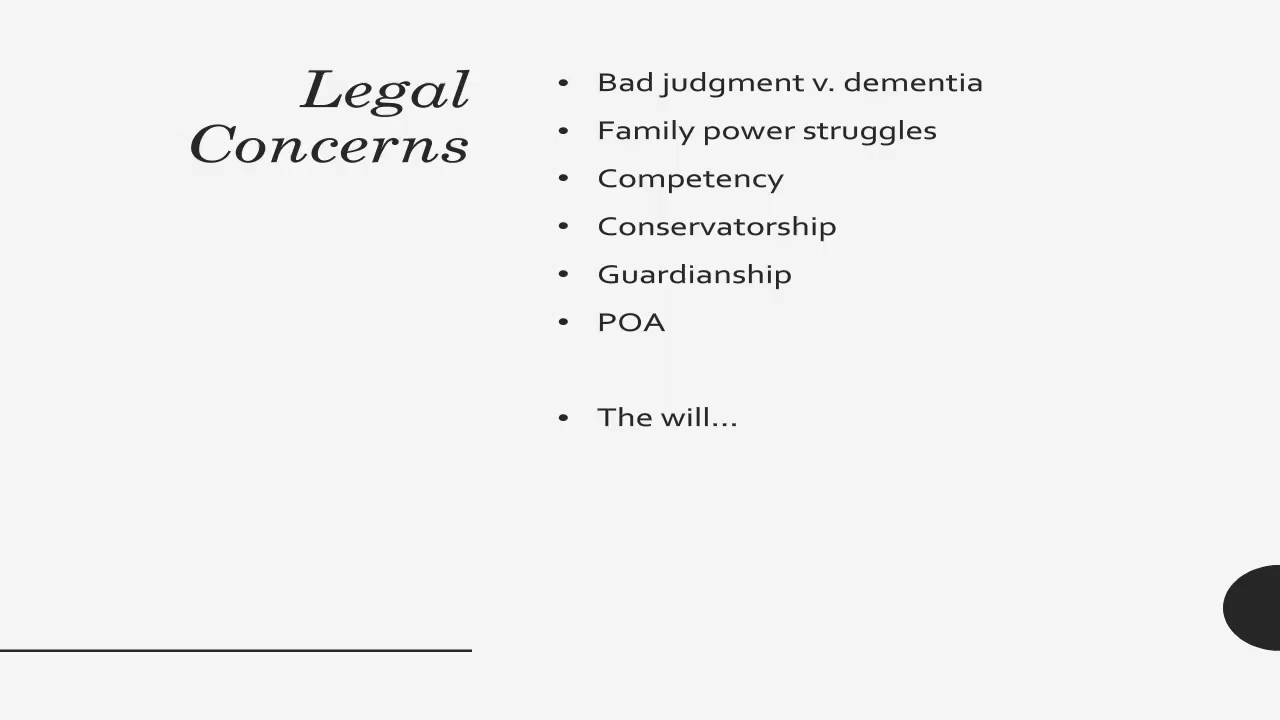 Legal
Concerns
• Bad judgment v. dementia
• Family power struggles
• Competency
• Conservatorship
• Guardianship
• POA
• The will...